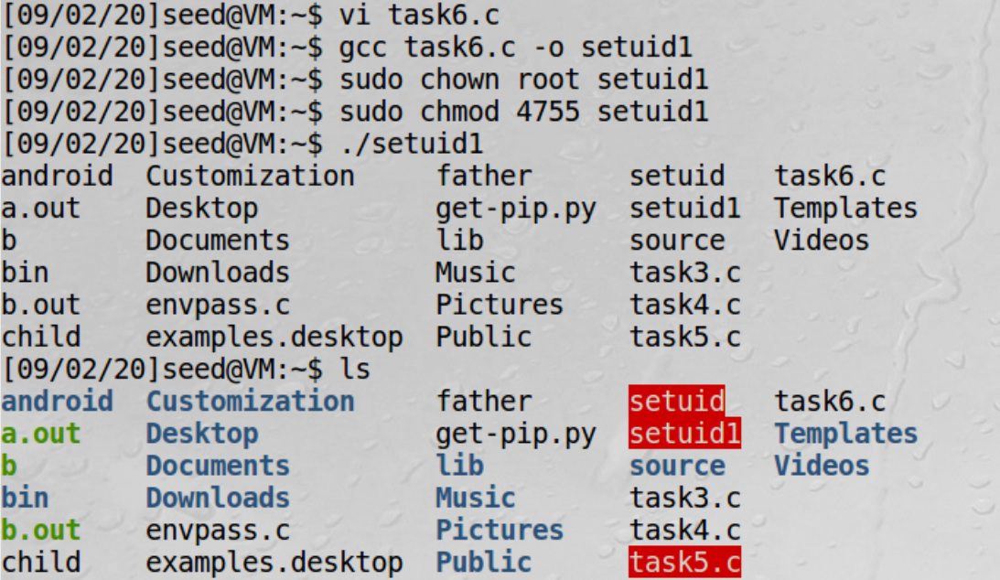 [09/02/20]seed@VM:~$ vi task6.c
[09/02/20]seed@VM:~$ gcc task6.c -o setuid1
[09/02/20]seed@VM:~$ sudo chown root setuid1
[09/02/20]seed@VM:~$ sudo chmod 4755 setuid1
[09/02/20]seed@VM:~$ ./setuid1
android  Customization     father      setuid   task6.c
a.out    Desktop           get-pip.py  setuid1  Templates
b        Documents         lib         source   Videos
bin      Downloads         Music       task3.c
b.out    envpass.c         Pictures    task4.c
child    examples.desktop  Public      task5.c
[09/02/20]seed@VM:~$ ls
android  Customization     father      setuid   task6.c
a.out    Desktop           get-pip.py  setuid1  Templates
b        Documents         lib         source   Videos
bin      Downloads         Music       task3.c
b.out    envpass.c         Pictures    task4.c
child    examples.desktop  Public      task5.c